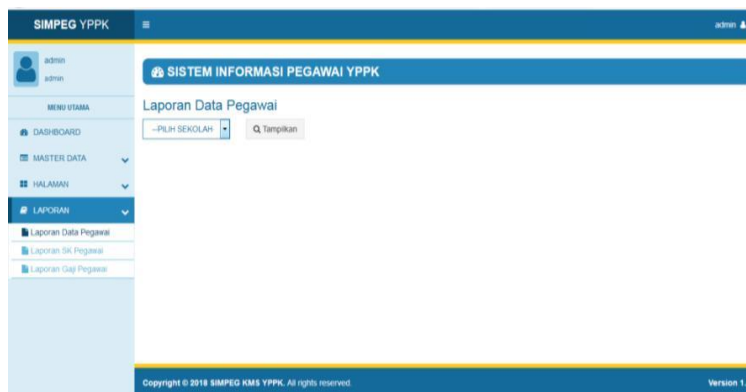 SIMPEG YPPK
admin
admin
admin
MENU UTAMA
DASHBOARD
MASTER DATA
HALAMAN
LAPORAN
Laporan Data Pegawai
Laporan SK Pegawai
Laporan Gaji Pegawai
SISTEM INFORMASI PEGAWAI YPPK
Laporan Data Pegawai
--PILIH SEKOLAH
Tampilkan
Copyright © 2018 SIMPEG KMS YPPK. All rights reserved.
Version 1.